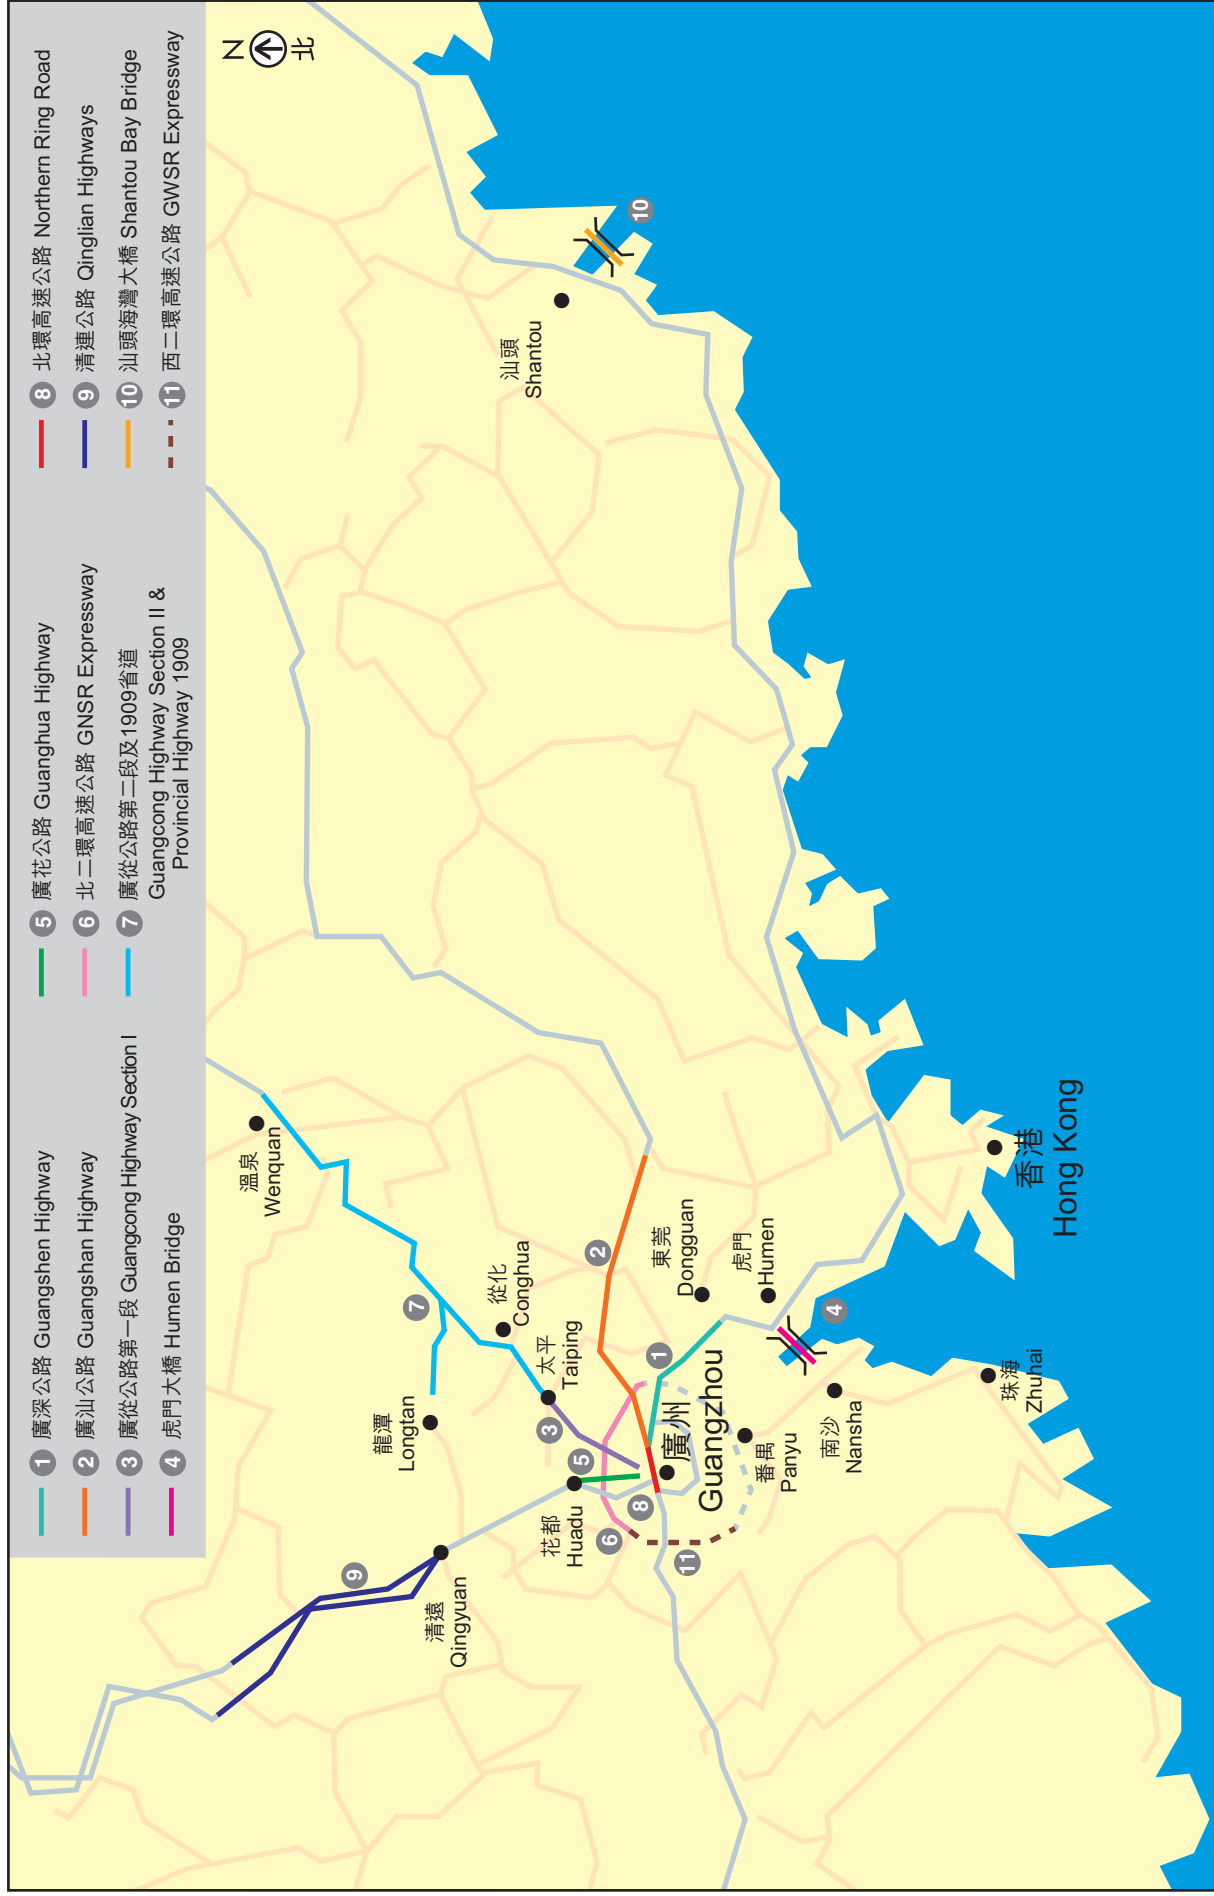 1 廣深公路 Guangshen Highway
2 廣汕公路 Guangshan Highway
3 廣從公路第一段 Guangcong Highway Section I
4 虎門大橋 Humen Bridge
5 廣花公路 Guanghua Highway
6 北二環高速公路 GNSR Expressway
7 廣從公路第二段及1909省道
Guangcong Highway Section II &
Provincial Highway 1909
8 北環高速公路 Northern Ring Road
9 清連公路 Qinglian Highways
10 汕頭海灣大橋 Shantou Bay Bridge
11 西二環高速公路 GWSR Expressway
N
北
溫泉
Wenquan
9
7
龍潭
Longtan
清遠
Qingyuan
從化
Conghua
汕頭
Shantou
10
太平
Taiping
3
2
5
花都
Huadu
6
8
1
東莞
Dongguan
廣州
Guangzhou
11
虎門
Humen
番禺
Panyu
4
南沙
Nansha
珠海
Zhuhai
香港
Hong Kong